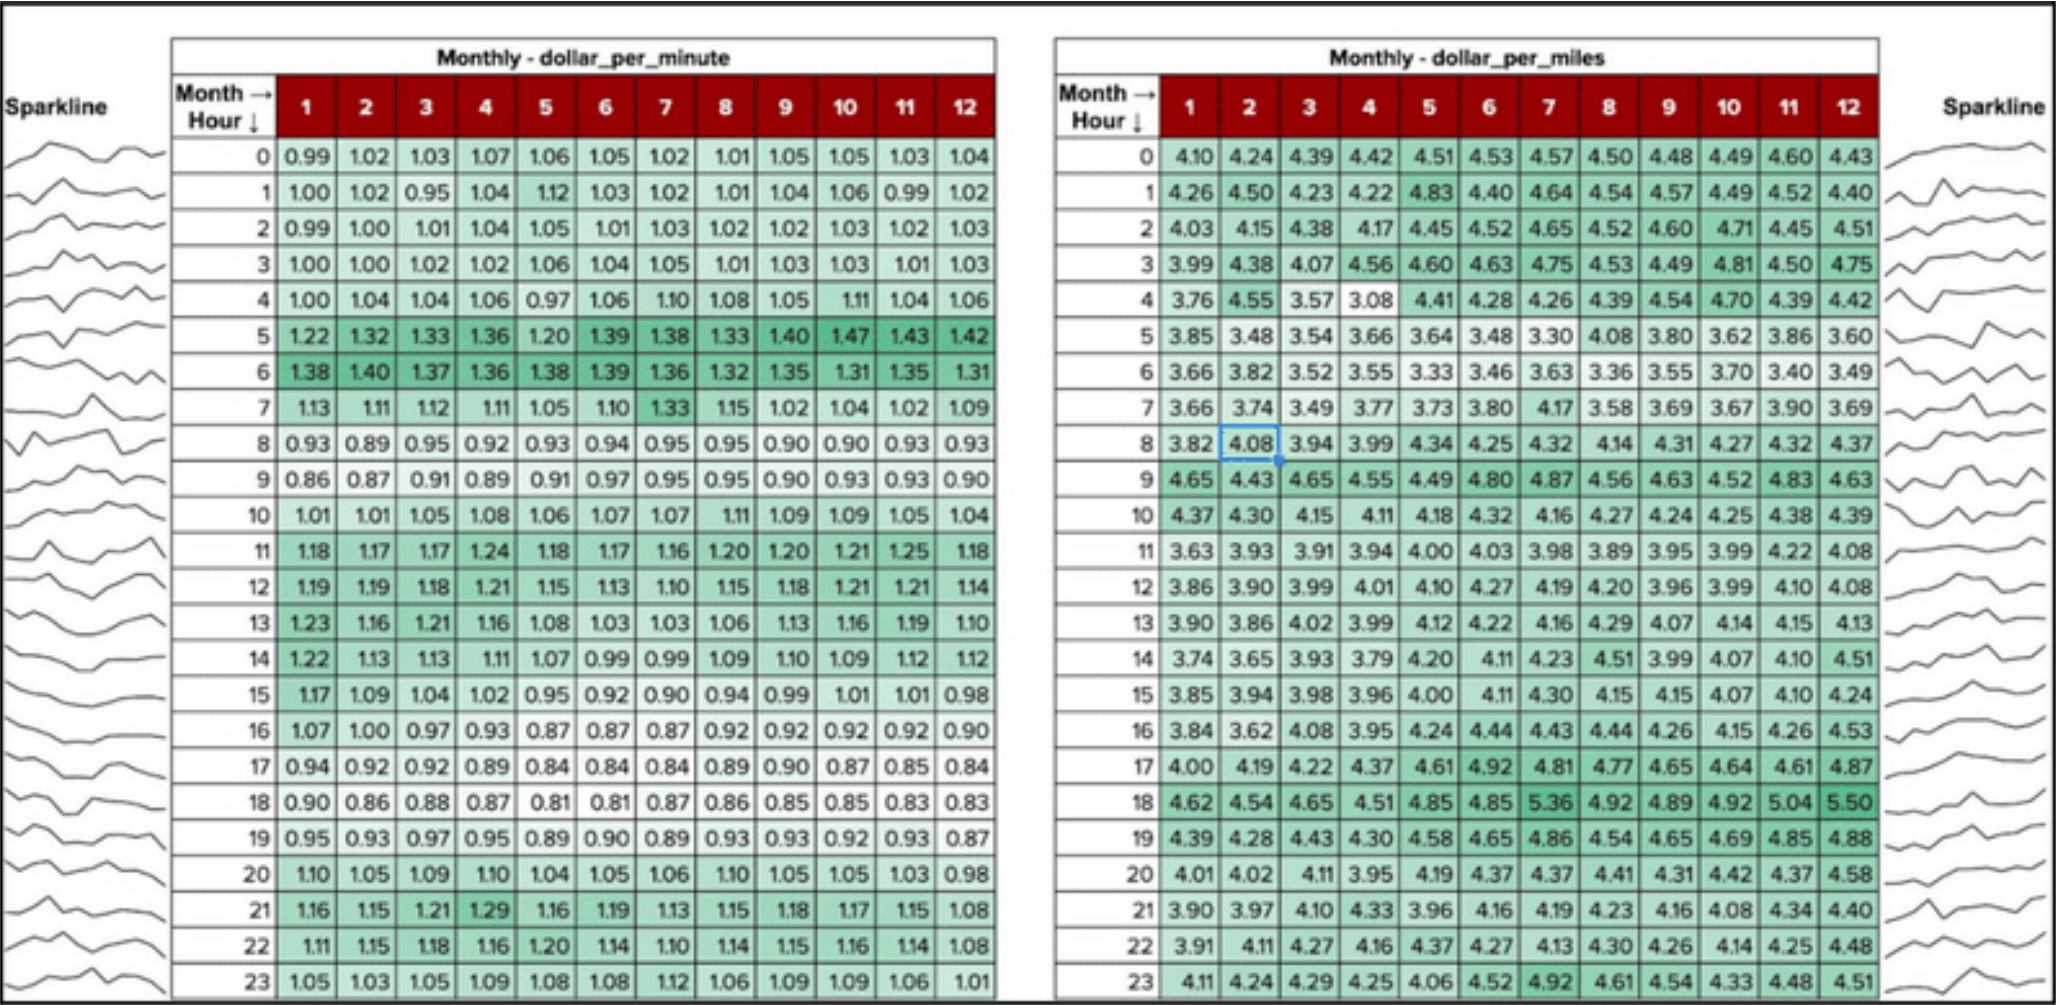 Monthly - dollar_per_minute Monthly - dollar_per_miles
Sparkline Month → 1 2 3 4 5 6 7 8 9 10 11 12 Month → 1 2 3 4 5 6 7 8 9 10 11 12 Sparkline
Hour ↓ Hour ↓
0 0.99 1.02 1.03 1.07 1.06 1.05 1.02 1.01 1.05 1.05 1.03 1.04 0 4.10 4.24 4.39 4.42 4.51 4.53 4.57 4.50 4.48 4.49 4.60 4.43
1 1.00 1.02 0.95 1.04 1.12 1.03 1.02 1.01 1.04 1.06 0.99 1.02 1 4.26 4.50 4.23 4.22 4.83 4.40 4.64 4.54 4.57 4.49 4.52 4.40
2 0.99 1.00 1.01 1.04 1.05 1.01 1.03 1.02 1.02 1.03 1.02 1.03 2 4.03 4.15 4.38 4.17 4.45 4.52 4.65 4.52 4.60 4.71 4.45 4.51
3 1.00 1.00 1.02 1.02 1.06 1.04 1.05 1.01 1.03 1.03 1.01 1.03 3 3.99 4.38 4.07 4.56 4.60 4.63 4.75 4.53 4.49 4.81 4.50 4.75
4 1.00 1.04 1.04 1.06 0.97 1.06 1.10 1.08 1.05 1.11 1.04 1.06 4 3.76 4.55 3.57 3.08 4.41 4.28 4.26 4.39 4.54 4.70 4.39 4.42
5 1.22 1.32 1.33 1.36 1.20 1.39 1.38 1.33 1.40 1.47 1.43 1.42 5 3.85 3.48 3.54 3.66 3.64 3.48 3.30 4.08 3.80 3.62 3.86 3.60
6 1.38 1.40 1.37 1.36 1.38 1.39 1.36 1.32 1.35 1.31 1.35 1.31 6 3.66 3.82 3.52 3.55 3.33 3.46 3.63 3.36 3.55 3.70 3.40 3.49
7 1.13 1.11 1.12 1.11 1.05 1.10 1.33 1.15 1.02 1.04 1.02 1.09 7 3.66 3.74 3.49 3.77 3.73 3.80 4.17 3.58 3.69 3.67 3.90 3.69
8 0.93 0.89 0.95 0.92 0.93 0.94 0.95 0.95 0.90 0.90 0.93 0.93 8 3.82 4.08 3.94 3.99 4.34 4.25 4.32 4.14 4.31 4.27 4.32 4.37
9 0.86 0.87 0.91 0.89 0.91 0.97 0.95 0.95 0.90 0.93 0.93 0.90 9 4.65 4.43 4.65 4.55 4.49 4.80 4.87 4.56 4.63 4.52 4.83 4.63
10 1.01 1.01 1.05 1.08 1.06 1.07 1.07 1.11 1.09 1.09 1.05 1.04 10 4.37 4.30 4.15 4.11 4.18 4.32 4.16 4.27 4.24 4.25 4.38 4.39
11 1.18 1.17 1.17 1.24 1.18 1.17 1.16 1.20 1.20 1.21 1.25 1.18 11 3.63 3.93 3.91 3.94 4.00 4.03 3.98 3.89 3.95 3.99 4.22 4.08
12 1.19 1.19 1.18 1.21 1.15 1.13 1.10 1.15 1.18 1.21 1.21 1.14 12 3.86 3.90 3.99 4.01 4.10 4.27 4.19 4.20 3.96 3.99 4.10 4.08
13 1.23 1.16 1.21 1.16 1.08 1.03 1.03 1.06 1.13 1.16 1.19 1.10 13 3.90 3.86 4.02 3.99 4.12 4.22 4.16 4.29 4.07 4.14 4.15 4.13
14 1.22 1.13 1.13 1.11 1.07 0.99 0.99 1.09 1.10 1.09 1.12 1.12 14 3.74 3.65 3.93 3.79 4.20 4.11 4.23 4.51 3.99 4.07 4.10 4.51
15 1.17 1.09 1.04 1.02 0.95 0.92 0.90 0.94 0.99 1.01 1.01 0.98 15 3.85 3.94 3.98 3.96 4.00 4.11 4.30 4.15 4.15 4.07 4.10 4.24
16 1.07 1.00 0.97 0.93 0.87 0.87 0.87 0.92 0.92 0.92 0.92 0.90 16 3.84 3.62 4.08 3.95 4.24 4.44 4.43 4.44 4.26 4.15 4.26 4.53
17 0.94 0.92 0.92 0.89 0.84 0.84 0.84 0.89 0.90 0.87 0.85 0.84 17 4.00 4.19 4.22 4.37 4.61 4.92 4.81 4.77 4.65 4.64 4.61 4.87
18 0.90 0.86 0.88 0.87 0.81 0.81 0.87 0.86 0.85 0.85 0.83 0.83 18 4.62 4.54 4.65 4.51 4.85 4.85 5.36 4.92 4.89 4.92 5.04 5.50
19 0.95 0.93 0.97 0.95 0.89 0.90 0.89 0.93 0.93 0.92 0.93 0.87 19 4.39 4.28 4.43 4.30 4.58 4.65 4.86 4.54 4.65 4.69 4.85 4.88
20 1.10 1.05 1.09 1.10 1.04 1.05 1.06 1.10 1.05 1.05 1.03 0.98 20 4.01 4.02 4.11 3.95 4.19 4.37 4.37 4.41 4.31 4.42 4.37 4.58
21 1.16 1.15 1.21 1.29 1.16 1.19 1.13 1.15 1.18 1.17 1.15 1.08 21 3.90 3.97 4.10 4.33 3.96 4.16 4.19 4.23 4.16 4.08 4.34 4.40
22 1.11 1.15 1.18 1.16 1.20 1.14 1.10 1.14 1.15 1.16 1.14 1.08 22 3.91 4.11 4.27 4.16 4.37 4.27 4.13 4.30 4.26 4.14 4.25 4.48
23 1.05 1.03 1.05 1.09 1.08 1.08 1.12 1.06 1.09 1.09 1.06 1.01 23 4.11 4.24 4.29 4.25 4.06 4.52 4.92 4.61 4.54 4.33 4.48 4.51